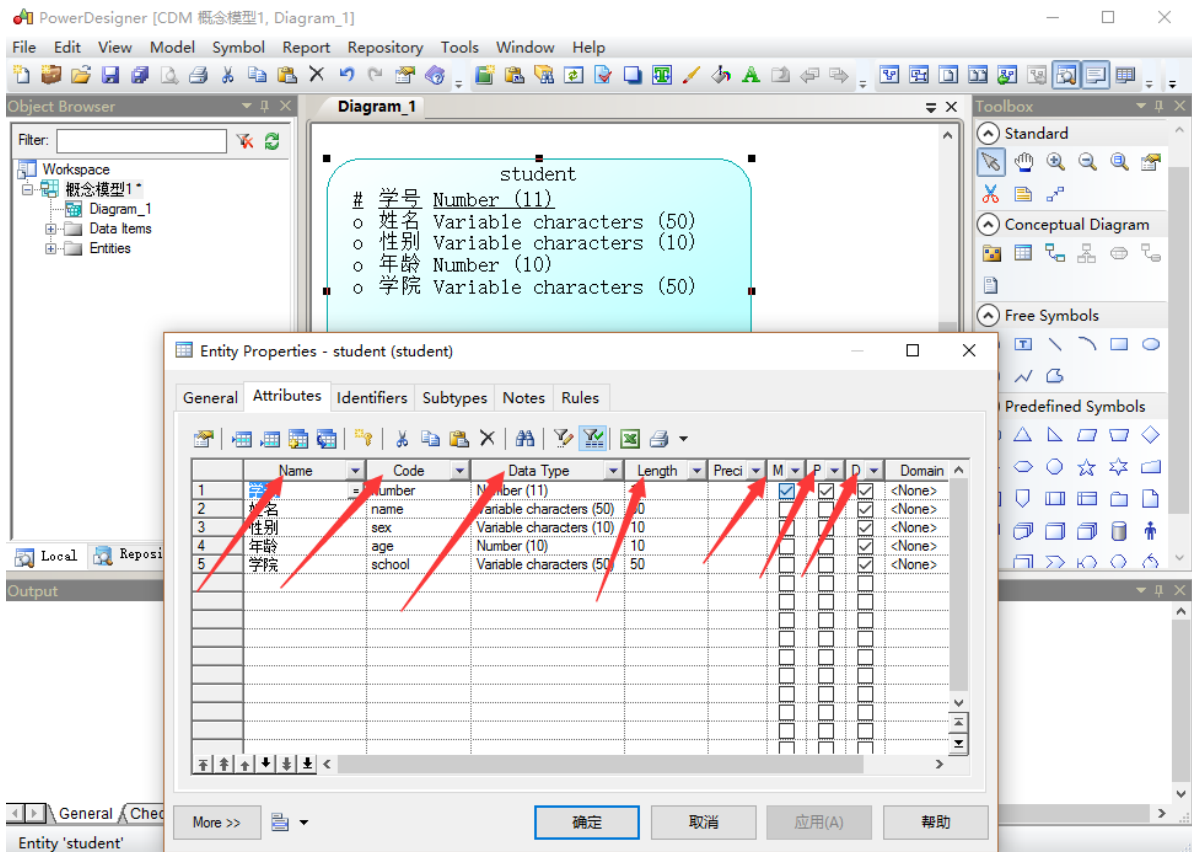 PowerDesigner [CDM 概念模型1, Diagram_1]
File Edit View Model Symbol Report Repository Tools Window Help
Object Browser
Diagram_1
Toolbox
Filter:
Workspace
概念模型1 *
Diagram_1
Data Items
Entities
student
# 学号 Number (11)
o 姓名 Variable characters (50)
o 性别 Variable characters (10)
o 年龄 Number (10)
o 学院 Variable characters (50)
Standard
Conceptual Diagram
Free Symbols
Predefined Symbols
Local Reposi
Output
General Chec
Entity 'student'
Entity Properties - student (student)
General Attributes Identifiers Subtypes Notes Rules
Name Code Data Type Length Preci M P D Domain
1 = number Number (11) <None>
2 姓名 name Variable characters (50) 50 <None>
3 性别 sex Variable characters (10) 10 <None>
4 年龄 age Number (10) 10 <None>
5 学院 school Variable characters (50 50 <None>
More >> 确定 取消 应用(A) 帮助